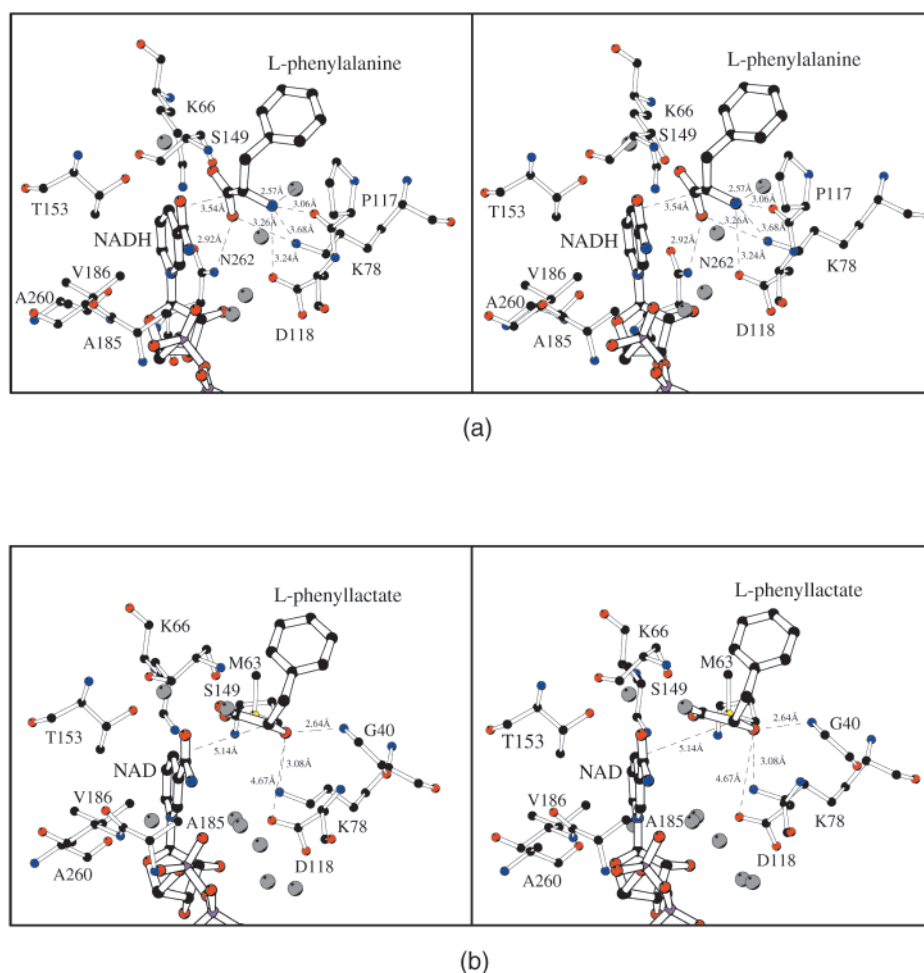 L-phenylalanine
K66
S149
2.57Å
3.06Å
P117
T153
3.54Å
3.26Å
3.68Å
NADH
2.92Å
N262
3.24Å
K78
V186
A260
A185
D118
L-phenylalanine
K66
S149
2.57Å
3.06Å
P117
T153
3.54Å
3.26Å
3.68Å
NADH
2.92Å
N262
3.24Å
K78
V186
A260
A185
D118
(a)
L-phenyllactate
K66
M63
S149
2.64Å
G40
T153
5.14Å
3.08Å
NAD
4.67Å
V186
A185
K78
D118
A260
L-phenyllactate
K66
M63
S149
2.64Å
G40
T153
5.14Å
3.08Å
NAD
4.67Å
V186
A185
K78
D118
A260
(b)